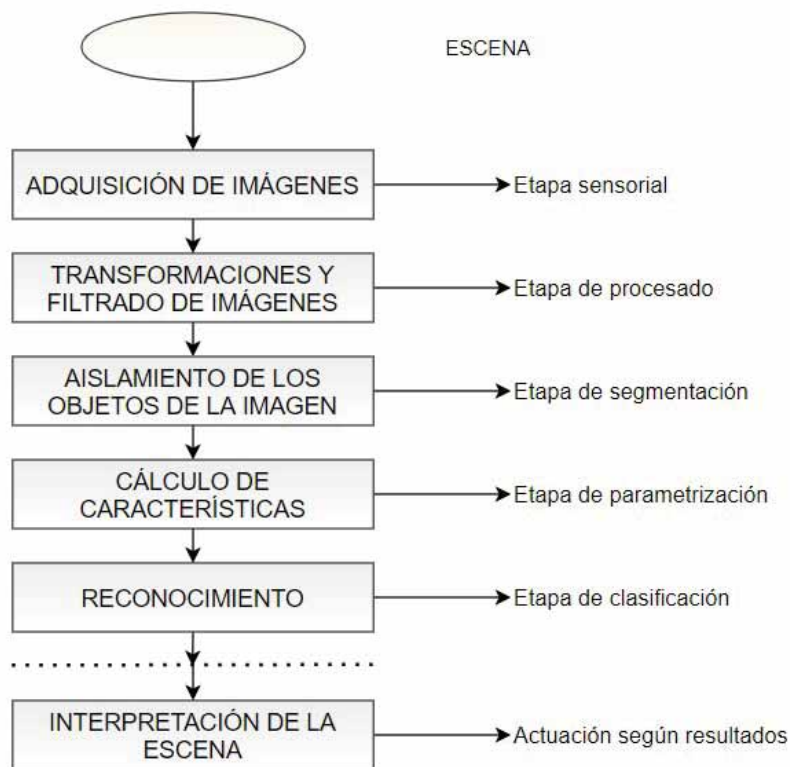 ESCENA
ADQUISICIÓN DE IMÁGENES
Etapa sensorial
TRANSFORMACIONES Y
FILTRADO DE IMÁGENES
Etapa de procesado
AISLAMIENTO DE LOS
OBJETOS DE LA IMAGEN
Etapa de segmentación
CÁLCULO DE
CARACTERÍSTICAS
Etapa de parametrización
RECONOCIMIENTO
Etapa de clasificación
INTERPRETACIÓN DE LA
ESCENA
Actuación según resultados